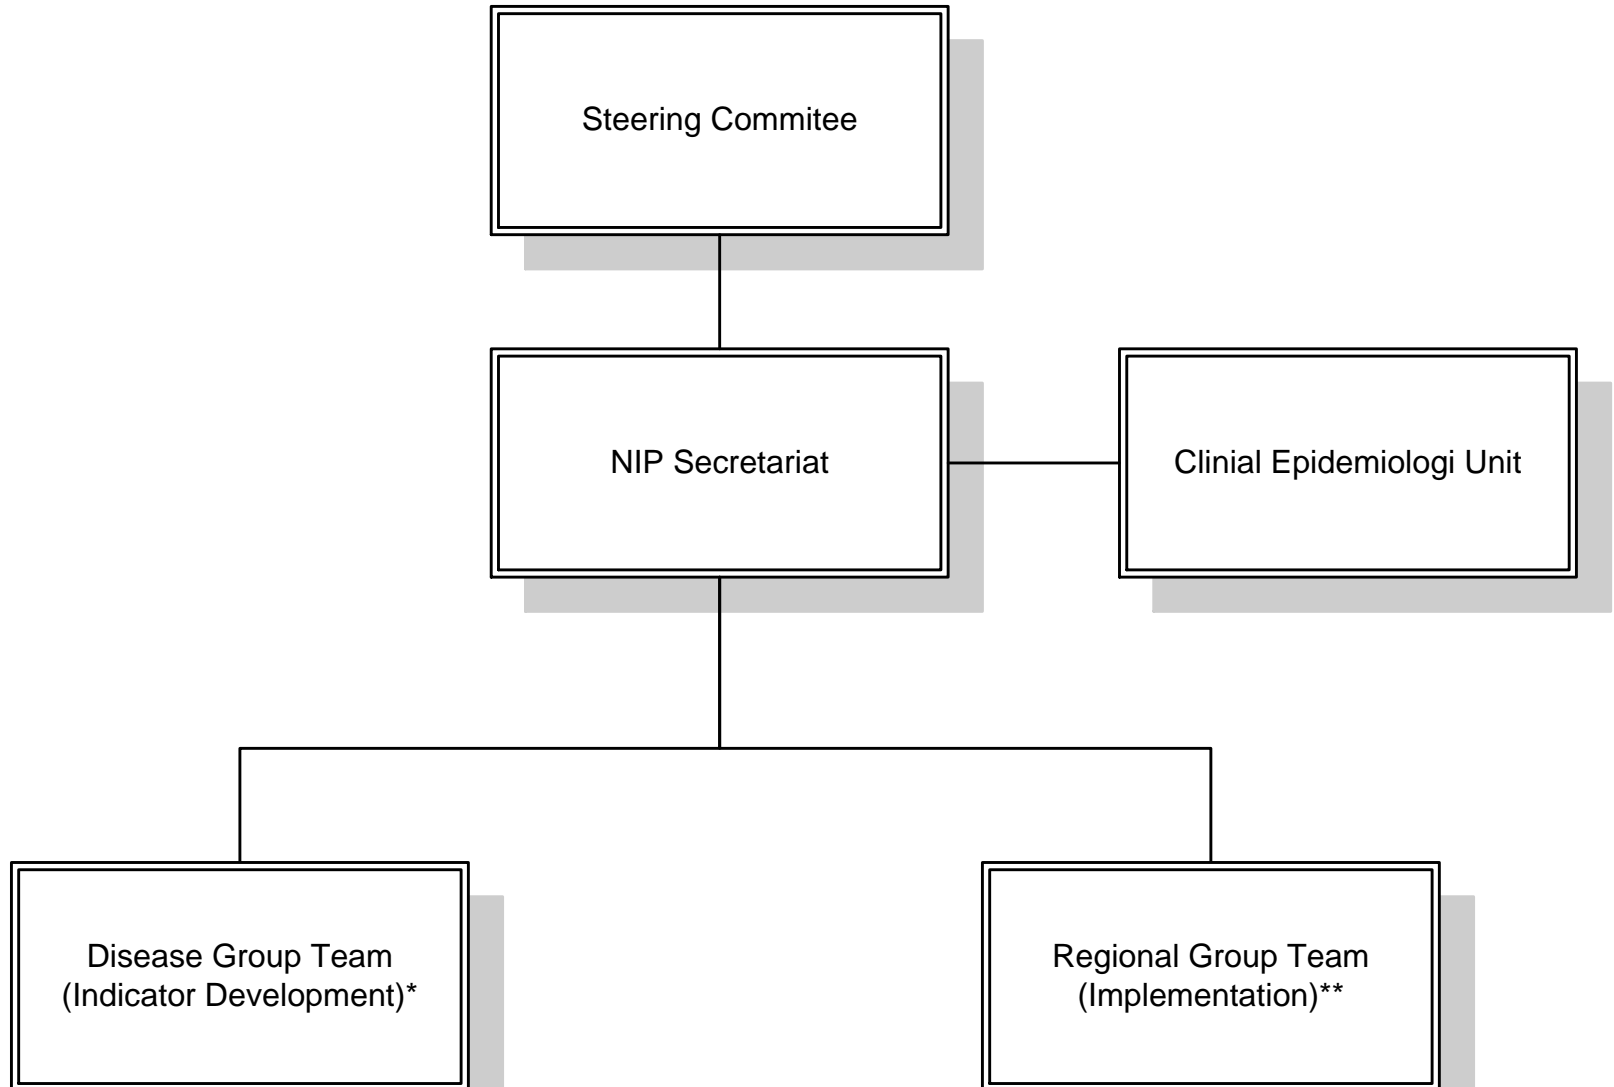 Steering Commitee
NIP Secretariat
Clinial Epidemiologi Unit
Disease Group Team
(Indicator Development)*
Regional Group Team
(Implementation)**